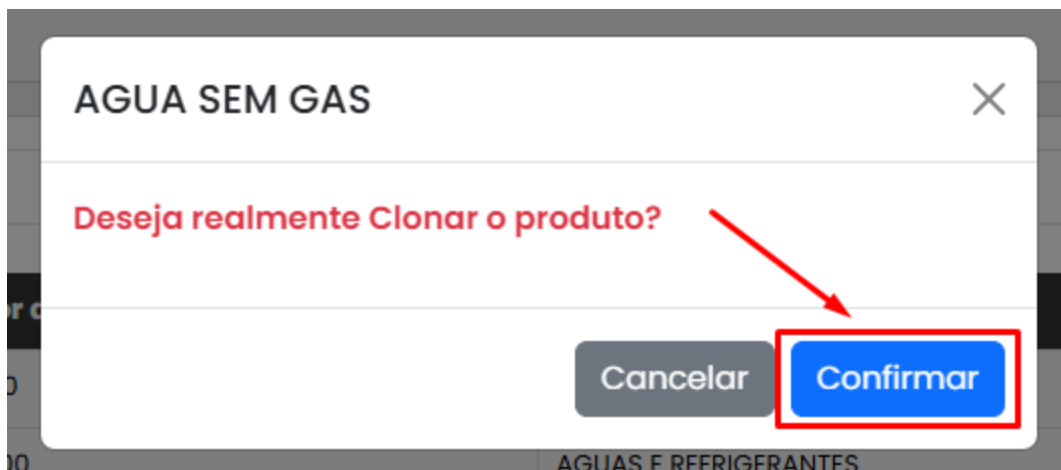 AGUA SEM GAS
Deseja realmente Clonar o produto?
Cancelar
Confirmar
AGUAS E REFRIGERANTES